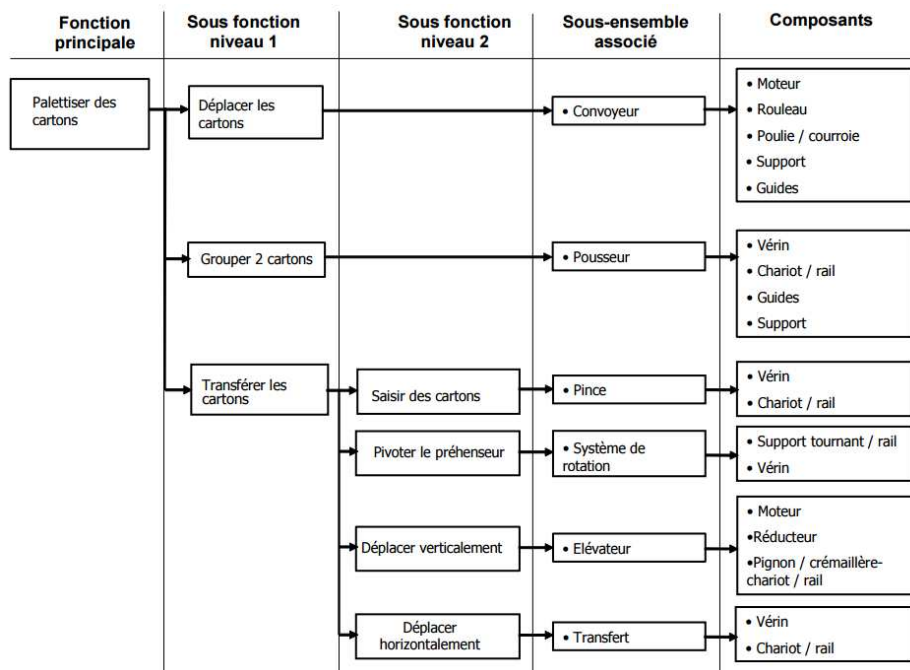 Fonction
principale
Sous fonction
niveau 1
Sous fonction
niveau 2
Sous-ensemble
associé
Composants
Palettiser des
cartons
Déplacer les
cartons
• Convoyeur
• Moteur
• Rouleau
• Poulie / courroie
• Support
• Guides
Grouper 2 cartons
• Pousseur
• Vérin
• Chariot / rail
• Guides
• Support
Transférer les
cartons
Saisir des cartons
• Pince
• Vérin
• Chariot / rail
Pivoter le préhenseur
• Système de
rotation
• Support tournant / rail
• Vérin
Déplacer verticalement
• Elévateur
• Moteur
•Réducteur
•Pignon / crémaillère-
chariot / rail
Déplacer
horizontalement
• Transfert
• Vérin
• Chariot / rail